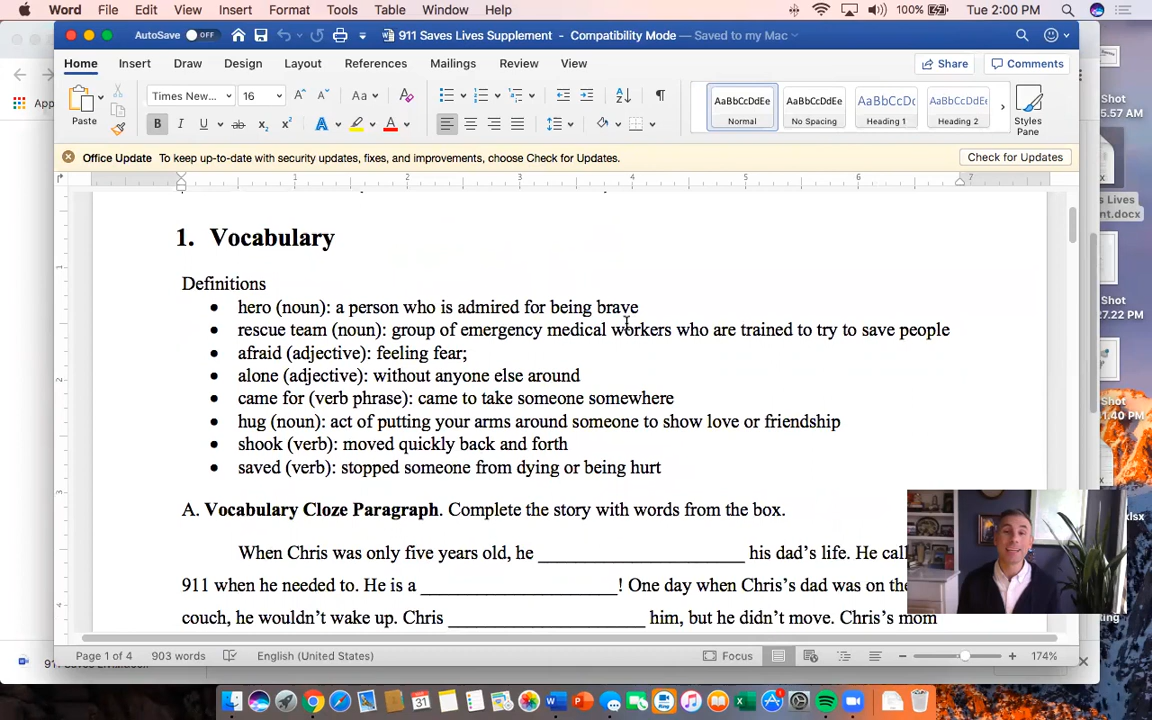 Word File Edit View Insert Format Tools Table Window Help 100% Tue 2:00 PM
AutoSave OFF 911 Saves Lives Supplement - Compatibility Mode — Saved to my Mac
Home Insert Draw Design Layout References Mailings Review View Share Comments
Paste Times New... 16 Aa AaBbCcDdEe AaBbCcDdEe AaBbCcDc AaBbCcDdEe
Normal No Spacing Heading 1 Heading 2 Styles Pane
Office Update To keep up-to-date with security updates, fixes, and improvements, choose Check for Updates. Check for Updates
1 2 3 4 5 6 7
1. Vocabulary
Definitions
• hero (noun): a person who is admired for being brave
• rescue team (noun): group of emergency medical workers who are trained to try to save people
• afraid (adjective): feeling fear;
• alone (adjective): without anyone else around
• came for (verb phrase): came to take someone somewhere
• hug (noun): act of putting your arms around someone to show love or friendship
• shook (verb): moved quickly back and forth
• saved (verb): stopped someone from dying or being hurt
A. Vocabulary Cloze Paragraph. Complete the story with words from the box.
When Chris was only five years old, he ____________________ his dad's life. He call
911 when he needed to. He is a ____________________! One day when Chris's dad was on the
couch, he wouldn't wake up. Chris ____________________ him, but he didn't move. Chris's mom
Page 1 of 4 903 words English (United States) Focus 174%